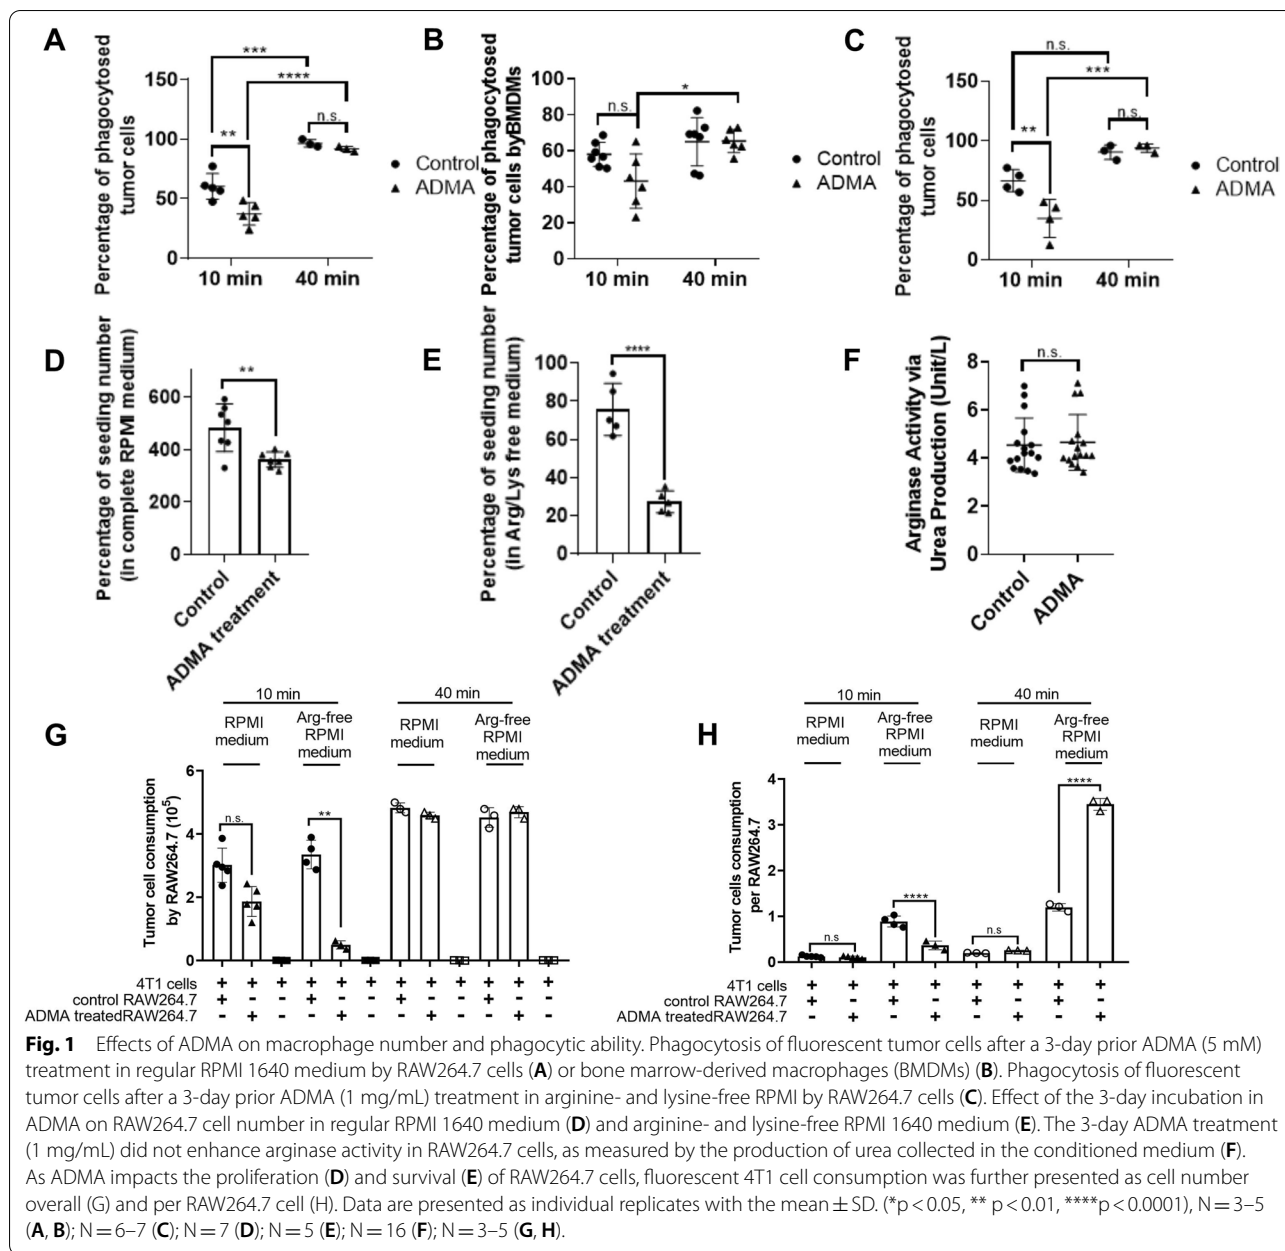 A
Percentage of phagocytosed
tumor cells
150
100
50
0
***
****
**
n.s.
10 min
40 min
Control
ADMA
B
Percentage of phagocytosed
tumor cells byBMDMs
100
80
60
40
20
0
n.s.
*
10 min
40 min
Control
ADMA
C
Percentage of phagocytosed
tumor cells
150
100
50
0
n.s.
***
**
n.s.
10 min
40 min
Control
ADMA
D
Percentage of seeding number
(in complete RPMI medium)
600
400
200
0
**
Control
ADMA treatment
E
Percentage of seeding number
(in Arg/Lys free medium)
100
80
60
40
20
0
****
Control
ADMA treatment
F
Arginase Activity via
Urea Production (Unit/L)
8
6
4
2
0
n.s.
Control
ADMA
G
10 min
40 min
RPMI
medium
Arg-free
RPMI
medium
RPMI
medium
Arg-free
RPMI
medium
Tumor cell consumption
by RAW264.7 (10⁵)
6
4
2
0
n.s.
**
4T1 cells + + + + + + + + + + + +
control RAW264.7 + - - + - - + - - + - -
ADMA treatedRAW264.7 - + - - + - - + - - + -
H
10 min
40 min
RPMI
medium
Arg-free
RPMI
medium
RPMI
medium
Arg-free
RPMI
medium
Tumor cells consumption
per RAW264.7
4
3
2
1
0
n.s
****
n.s
****
4T1 cells + + + + + + + +
control RAW264.7 + - + - + - + -
ADMA treatedRAW264.7 - + - + - + - +
Fig. 1 Effects of ADMA on macrophage number and phagocytic ability. Phagocytosis of fluorescent tumor cells after a 3-day prior ADMA (5 mM)
treatment in regular RPMI 1640 medium by RAW264.7 cells (A) or bone marrow-derived macrophages (BMDMs) (B). Phagocytosis of fluorescent
tumor cells after a 3-day prior ADMA (1 mg/mL) treatment in arginine- and lysine-free RPMI by RAW264.7 cells (C). Effect of the 3-day incubation in
ADMA on RAW264.7 cell number in regular RPMI 1640 medium (D) and arginine- and lysine-free RPMI 1640 medium (E). The 3-day ADMA treatment
(1 mg/mL) did not enhance arginase activity in RAW264.7 cells, as measured by the production of urea collected in the conditioned medium (F).
As ADMA impacts the proliferation (D) and survival (E) of RAW264.7 cells, fluorescent 4T1 cell consumption was further presented as cell number
overall (G) and per RAW264.7 cell (H). Data are presented as individual replicates with the mean ± SD. (*p < 0.05, ** p < 0.01, ****p < 0.0001), N = 3–5
(A, B); N = 6–7 (C); N = 7 (D); N = 5 (E); N = 16 (F); N = 3–5 (G, H).